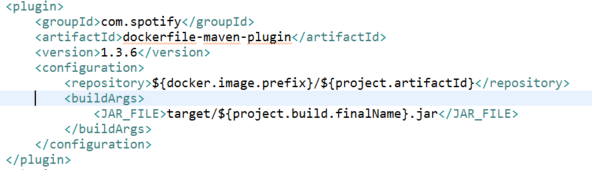 <plugin>
    <groupId>com.spotify</groupId>
    <artifactId>dockerfile-maven-plugin</artifactId>
    <version>1.3.6</version>
    <configuration>
        <repository>${docker.image.prefix}/${project.artifactId}</repository>
        <buildArgs>
            <JAR_FILE>target/${project.build.finalName}.jar</JAR_FILE>
        </buildArgs>
    </configuration>
</plugin>